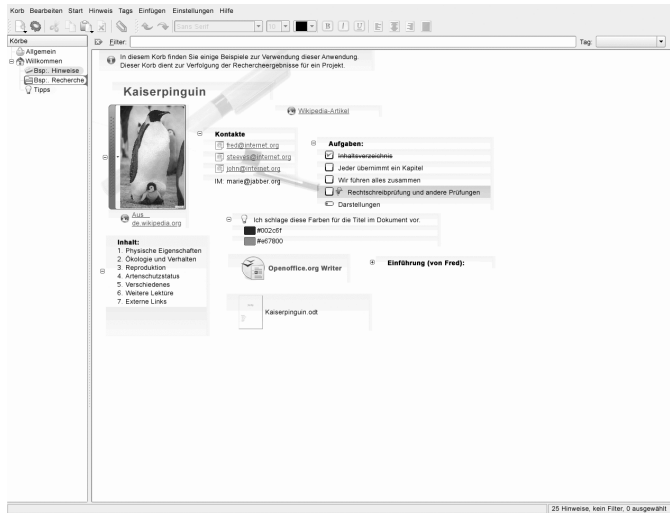 Korb Bearbeiten Start Hinweis Tags Einfügen Einstellungen Hilfe
Sans Serif 10 B I U
Körbe
Filter:
Tag:
Allgemein
Willkommen
Bsp:. Hinweise
Bsp:. Recherche
Tipps
In diesem Korb finden Sie einige Beispiele zur Verwendung dieser Anwendung.
Dieser Korb dient zur Verfolgung der Rechercheergebnisse für ein Projekt.
Kaiserpinguin
Wikipedia-Artikel
Aus
de.wikipedia.org
Kontakte
fred@internet.org
steeves@internet.org
john@internet.org
IM: marie@jabber.org
Aufgaben:
Inhaltsverzeichnis
Jeder übernimmt ein Kapitel
Wir führen alles zusammen
Rechtschreibprüfung und andere Prüfungen
Darstellungen
Ich schlage diese Farben für die Titel im Dokument vor.
#002c6f
#e67800
Inhalt:
1. Physische Eigenschaften
2. Ökologie und Verhalten
3. Reproduktion
4. Artenschutzstatus
5. Verschiedenes
6. Weitere Lektüre
7. Externe Links
Openoffice.org Writer
Einführung (von Fred):
Kaiserpinguin.odt
25 Hinweise, kein Filter, 0 ausgewählt